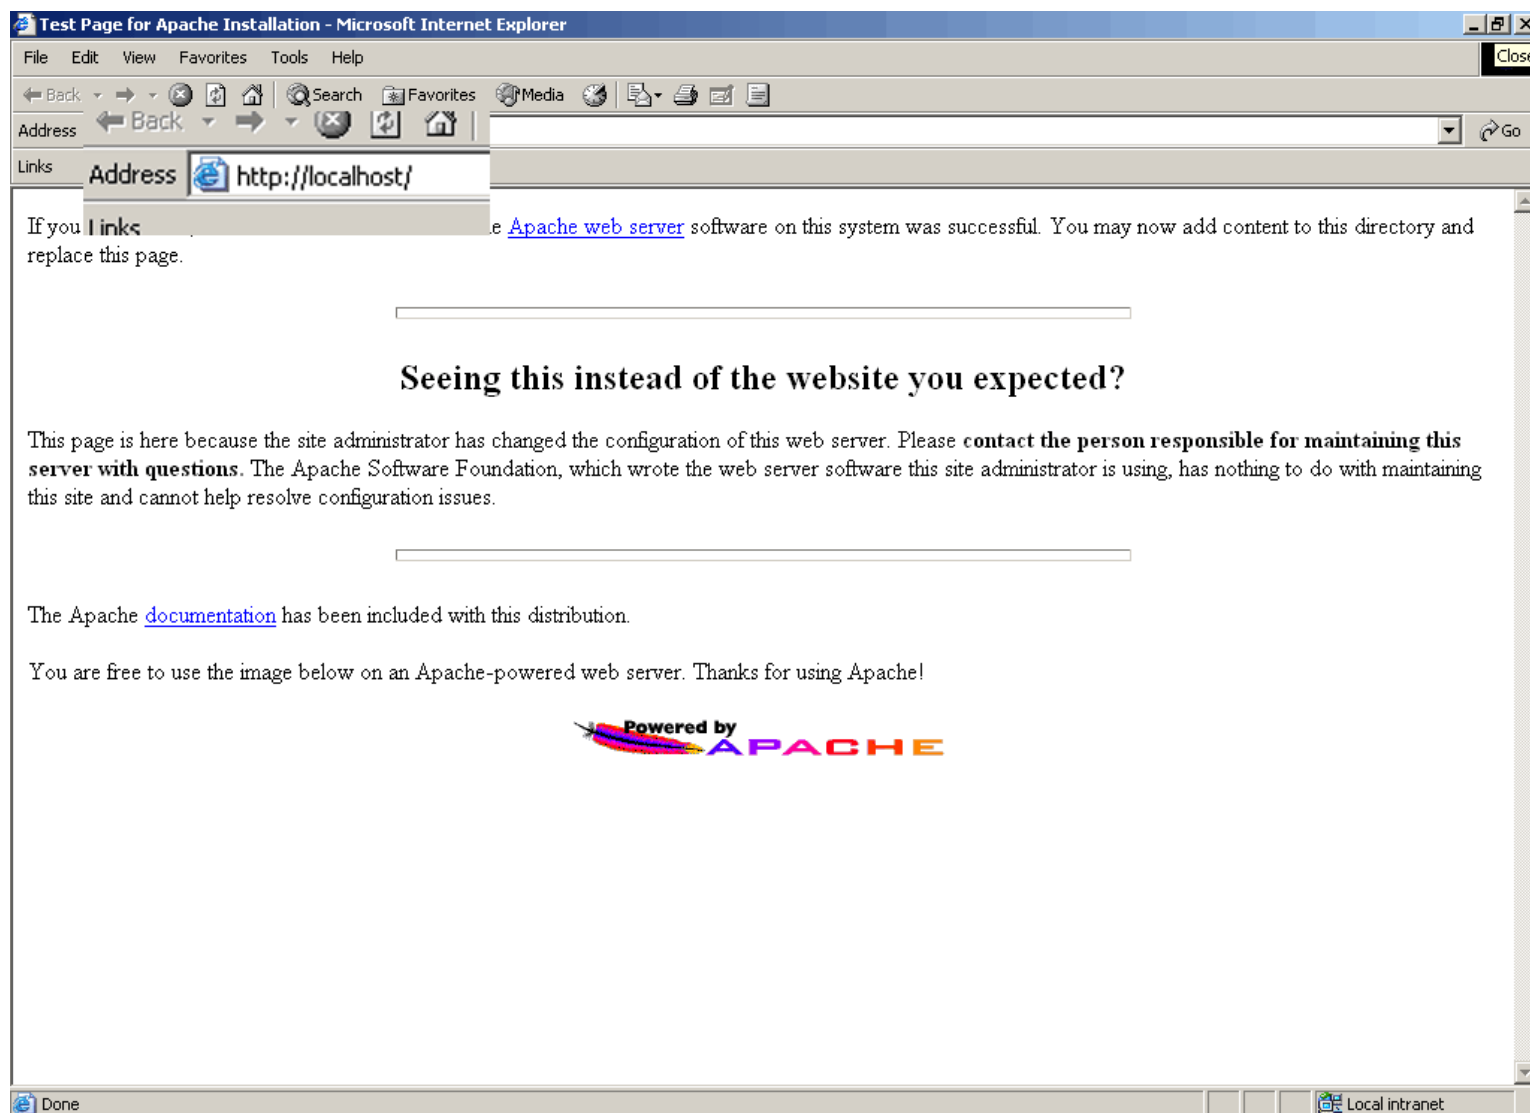 Test Page for Apache Installation - Microsoft Internet Explorer
File Edit View Favorites Tools Help
Close
Back Search Favorites Media
Address Go
Back
Links
Address http://localhost/
Links
If you
e Apache web server software on this system was successful. You may now add content to this directory and
replace this page.
Seeing this instead of the website you expected?
This page is here because the site administrator has changed the configuration of this web server. Please contact the person responsible for maintaining this
server with questions. The Apache Software Foundation, which wrote the web server software this site administrator is using, has nothing to do with maintaining
this site and cannot help resolve configuration issues.
The Apache documentation has been included with this distribution.
You are free to use the image below on an Apache-powered web server. Thanks for using Apache!
Powered by
APACHE
Done Local intranet